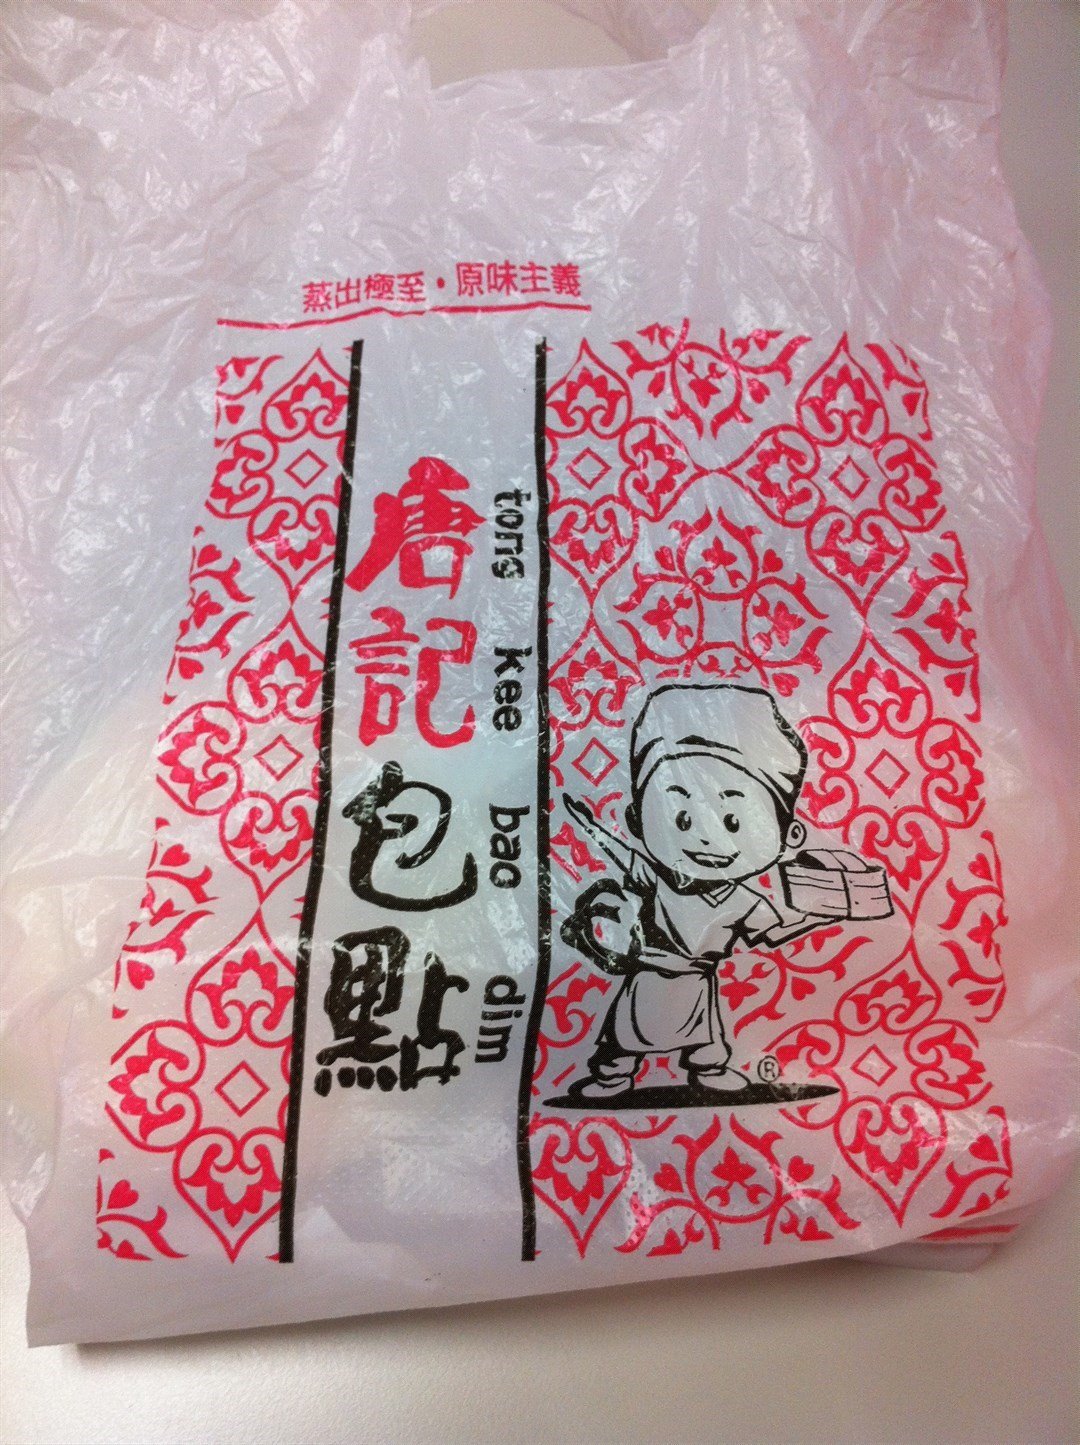 蒸出極至·原味主義
唐記包點
tong kee bao dim
®